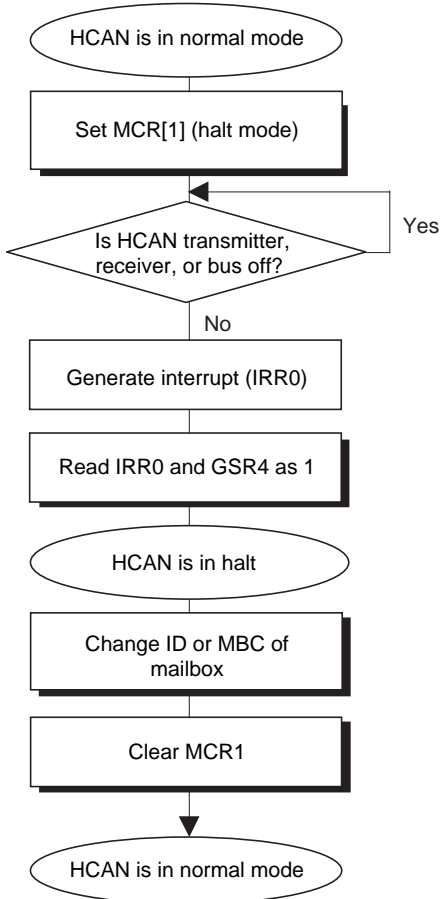 HCAN is in normal mode
Set MCR[1] (halt mode)
Is HCAN transmitter,
receiver, or bus off?
Yes
No
Generate interrupt (IRR0)
Read IRR0 and GSR4 as 1
HCAN is in halt
Change ID or MBC of
mailbox
Clear MCR1
HCAN is in normal mode